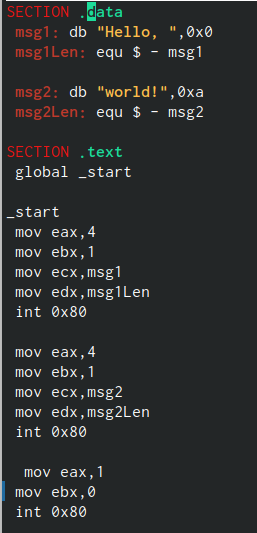 SECTION .data
msg1: db "Hello, ",0x0
msg1Len: equ $ - msg1
msg2: db "world!",0xa
msg2Len: equ $ - msg2
SECTION .text
global _start
_start
mov eax,4
mov ebx,1
mov ecx,msg1
mov edx,msg1Len
int 0x80
mov eax,4
mov ebx,1
mov ecx,msg2
mov edx,msg2Len
int 0x80
mov eax,1
mov ebx,0
int 0x80